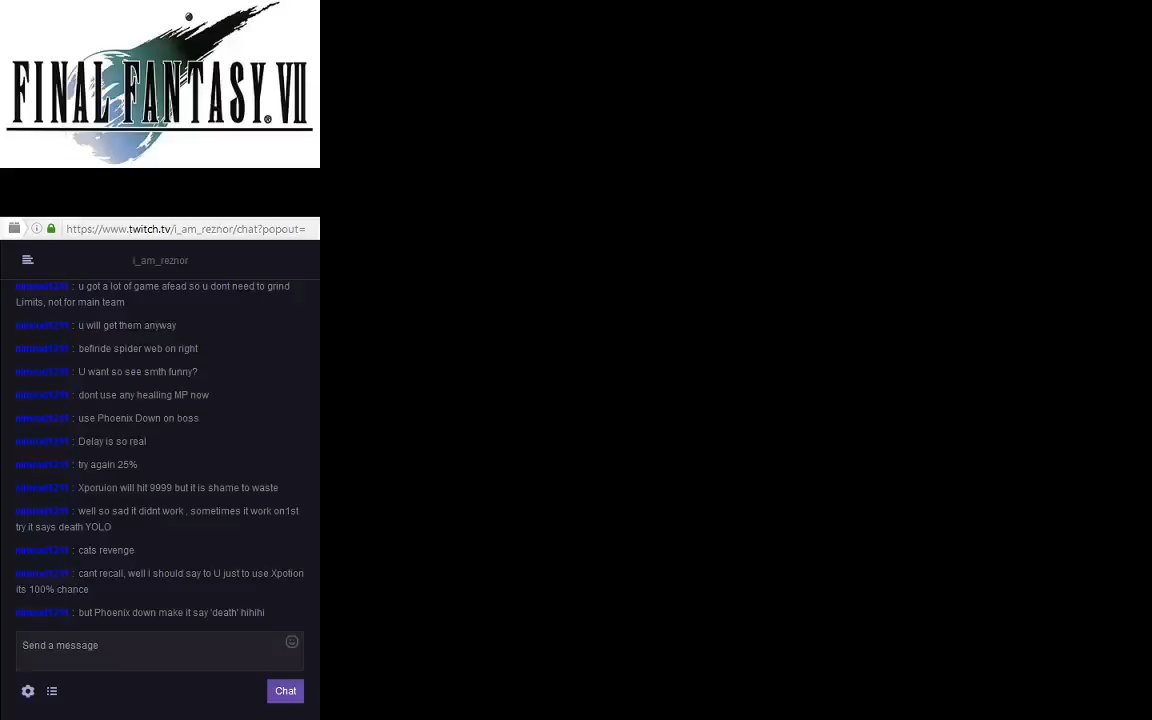 FINAL FANTASY VII
https://www.twitch.tv/i_am_reznor/chat?popout=
i_am_reznor
: u got a lot of game afead so u dont need to grind
Limits, not for main team
: u will get them anyway
: befinde spider web on right
: U want so see smth funny?
: dont use any healling MP now
: use Phoenix Down on boss
: Delay is so real
: try again 25%
: Xporuion will hit 9999 but it is shame to waste
: well so sad it didnt work , sometimes it work on1st
try it says death YOLO
: cats revenge
: cant recall, well i should say to U just to use Xpotion
its 100% chance
: but Phoenix down make it say 'death' hihihi
Send a message
Chat